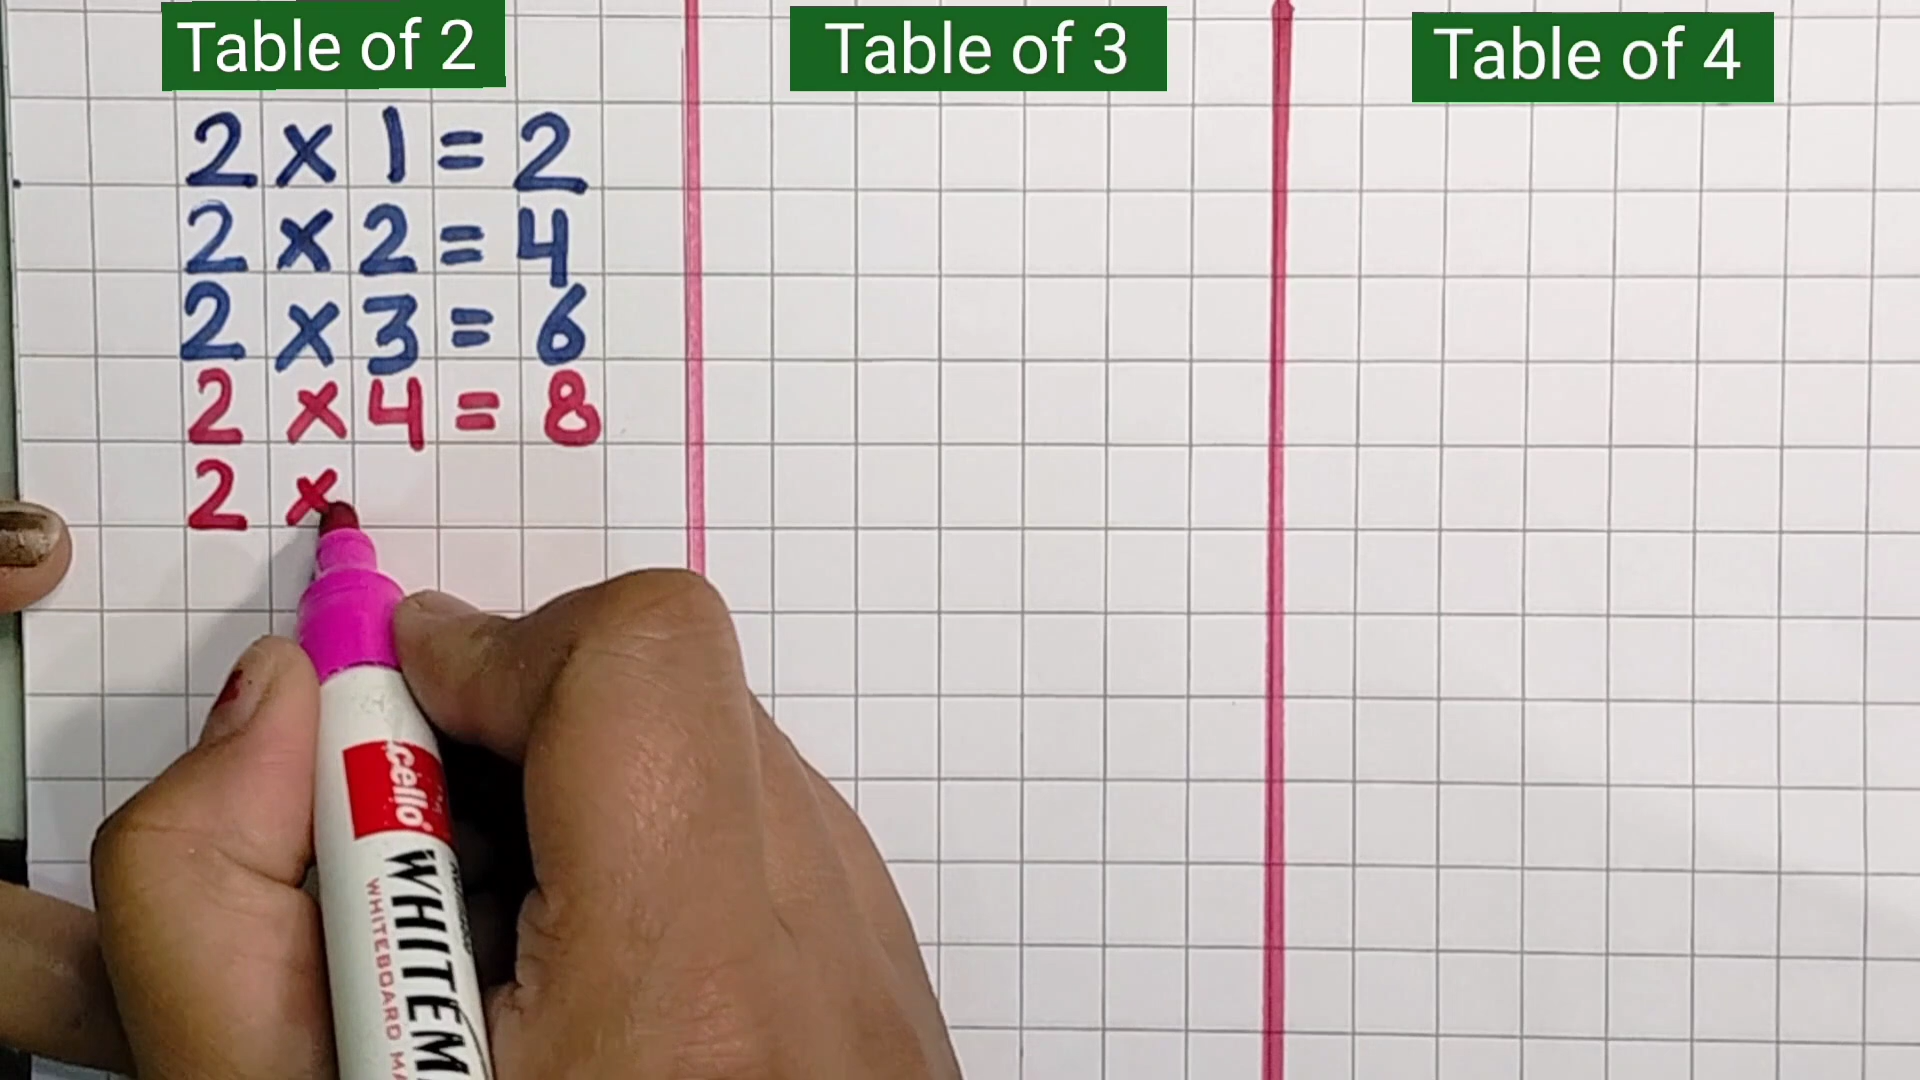 Table of 2
Table of 3
Table of 4
2 × 1 = 2
2 × 2 = 4
2 × 3 = 6
2 × 4 = 8
2 ×
cello
WHITEM
WHITEBOARD MA